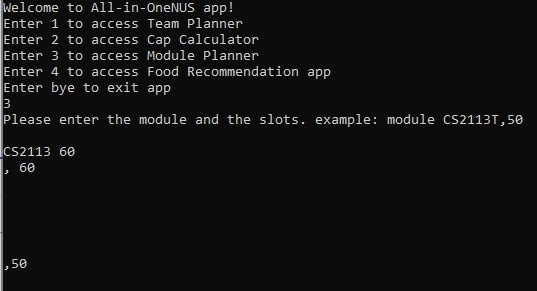 Welcome to All-in-OneNUS app!
Enter 1 to access Team Planner
Enter 2 to access Cap Calculator
Enter 3 to access Module Planner
Enter 4 to access Food Recommendation app
Enter bye to exit app
3
Please enter the module and the slots. example: module CS2113T,50
CS2113 60
, 60
,50